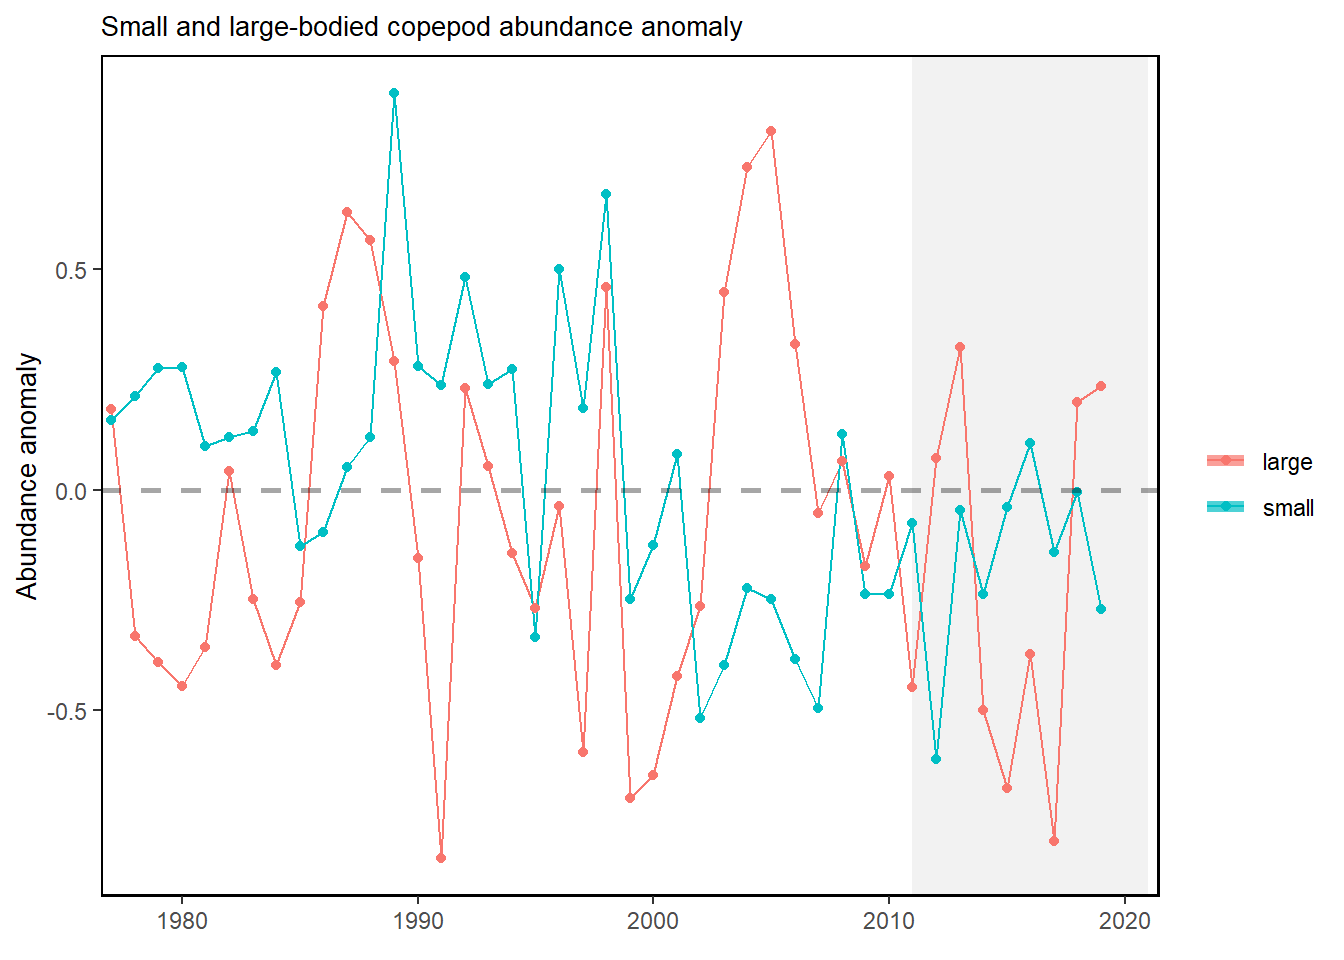 Small and large-bodied copepod abundance anomaly
Abundance anomaly
0.5
0.0
-0.5
1980
1990
2000
2010
2020
large
small